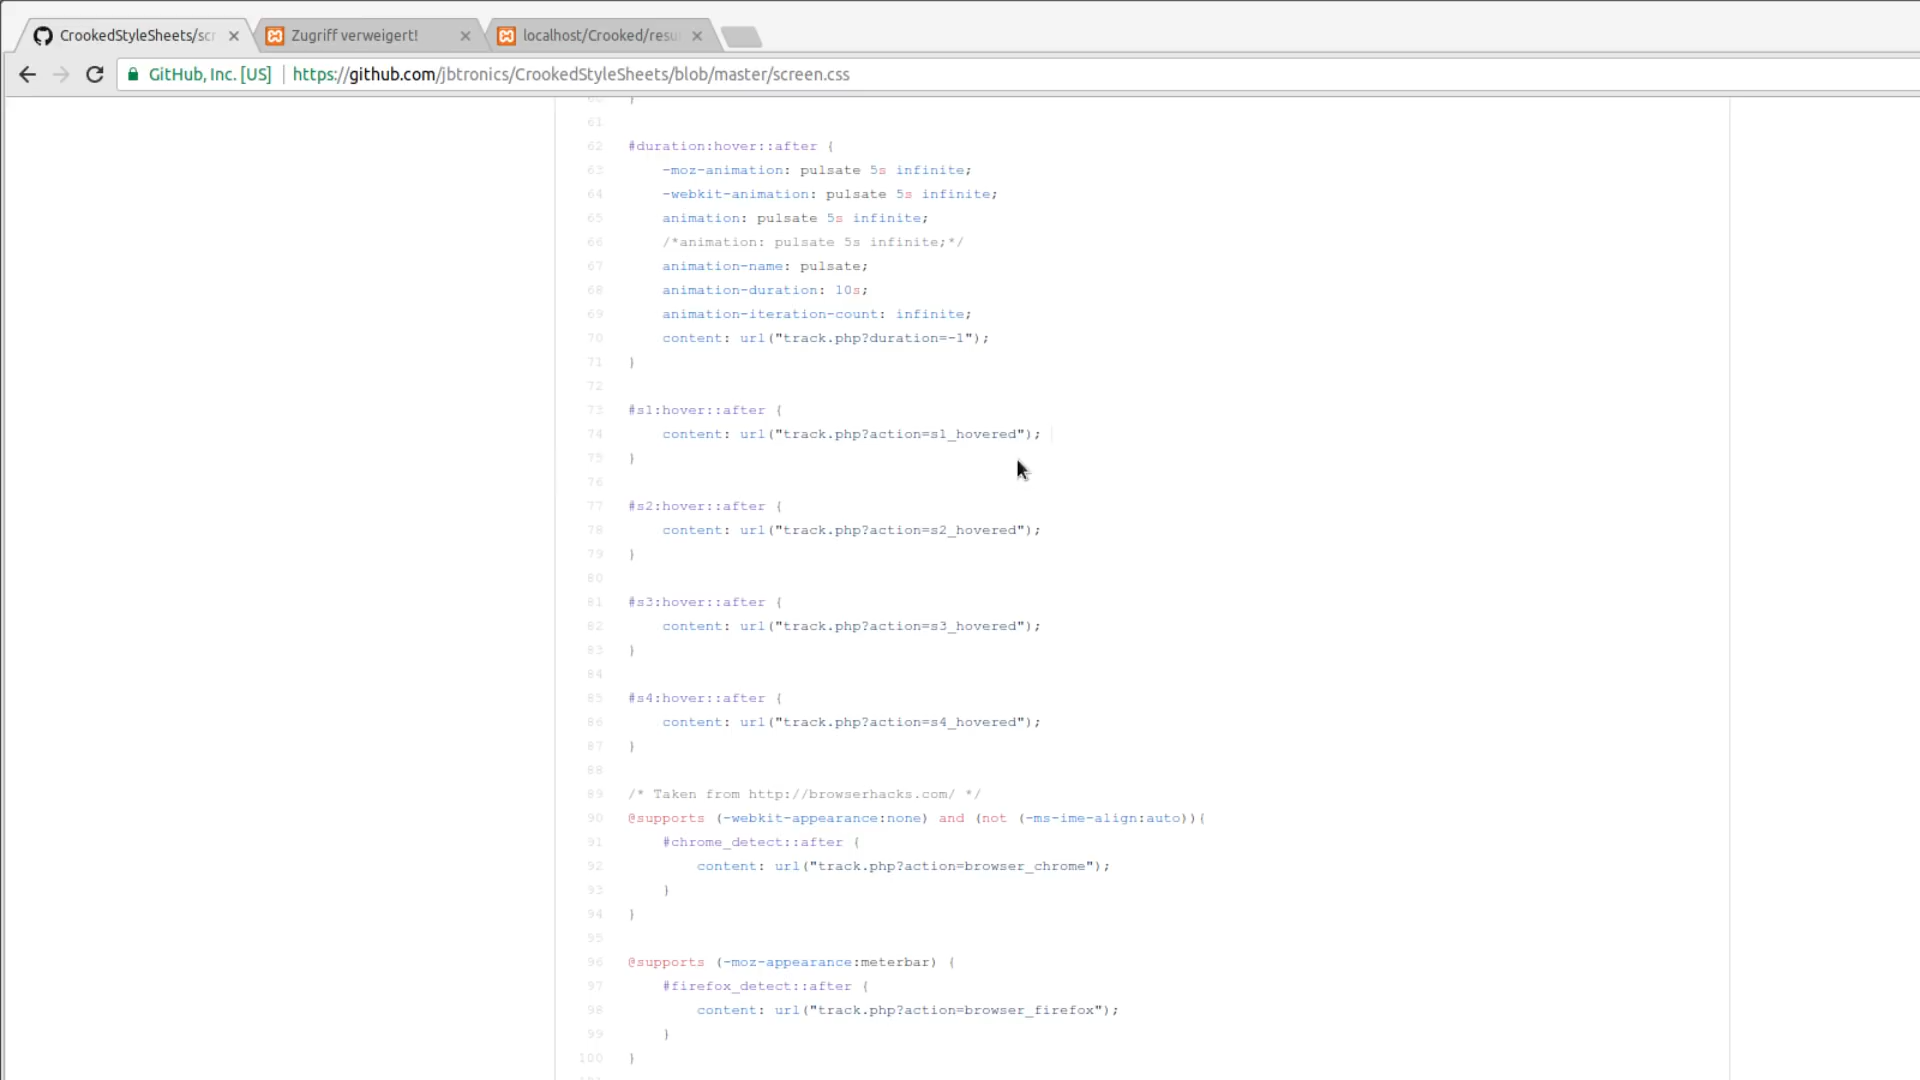 CrookedStyleSheets/scr
Zugriff verweigert!
localhost/Crooked/resu
GitHub, Inc. [US] | https://github.com/jbtronics/CrookedStyleSheets/blob/master/screen.css
60 }
61
62 #duration:hover::after {
63 -moz-animation: pulsate 5s infinite;
64 -webkit-animation: pulsate 5s infinite;
65 animation: pulsate 5s infinite;
66 /*animation: pulsate 5s infinite;*/
67 animation-name: pulsate;
68 animation-duration: 10s;
69 animation-iteration-count: infinite;
70 content: url("track.php?duration=-1");
71 }
72
73 #s1:hover::after {
74 content: url("track.php?action=s1_hovered");
75 }
76
77 #s2:hover::after {
78 content: url("track.php?action=s2_hovered");
79 }
80
81 #s3:hover::after {
82 content: url("track.php?action=s3_hovered");
83 }
84
85 #s4:hover::after {
86 content: url("track.php?action=s4_hovered");
87 }
88
89 /* Taken from http://browserhacks.com/ */
90 @supports (-webkit-appearance:none) and (not (-ms-ime-align:auto)){
91 #chrome_detect::after {
92 content: url("track.php?action=browser_chrome");
93 }
94 }
95
96 @supports (-moz-appearance:meterbar) {
97 #firefox_detect::after {
98 content: url("track.php?action=browser_firefox");
99 }
100 }